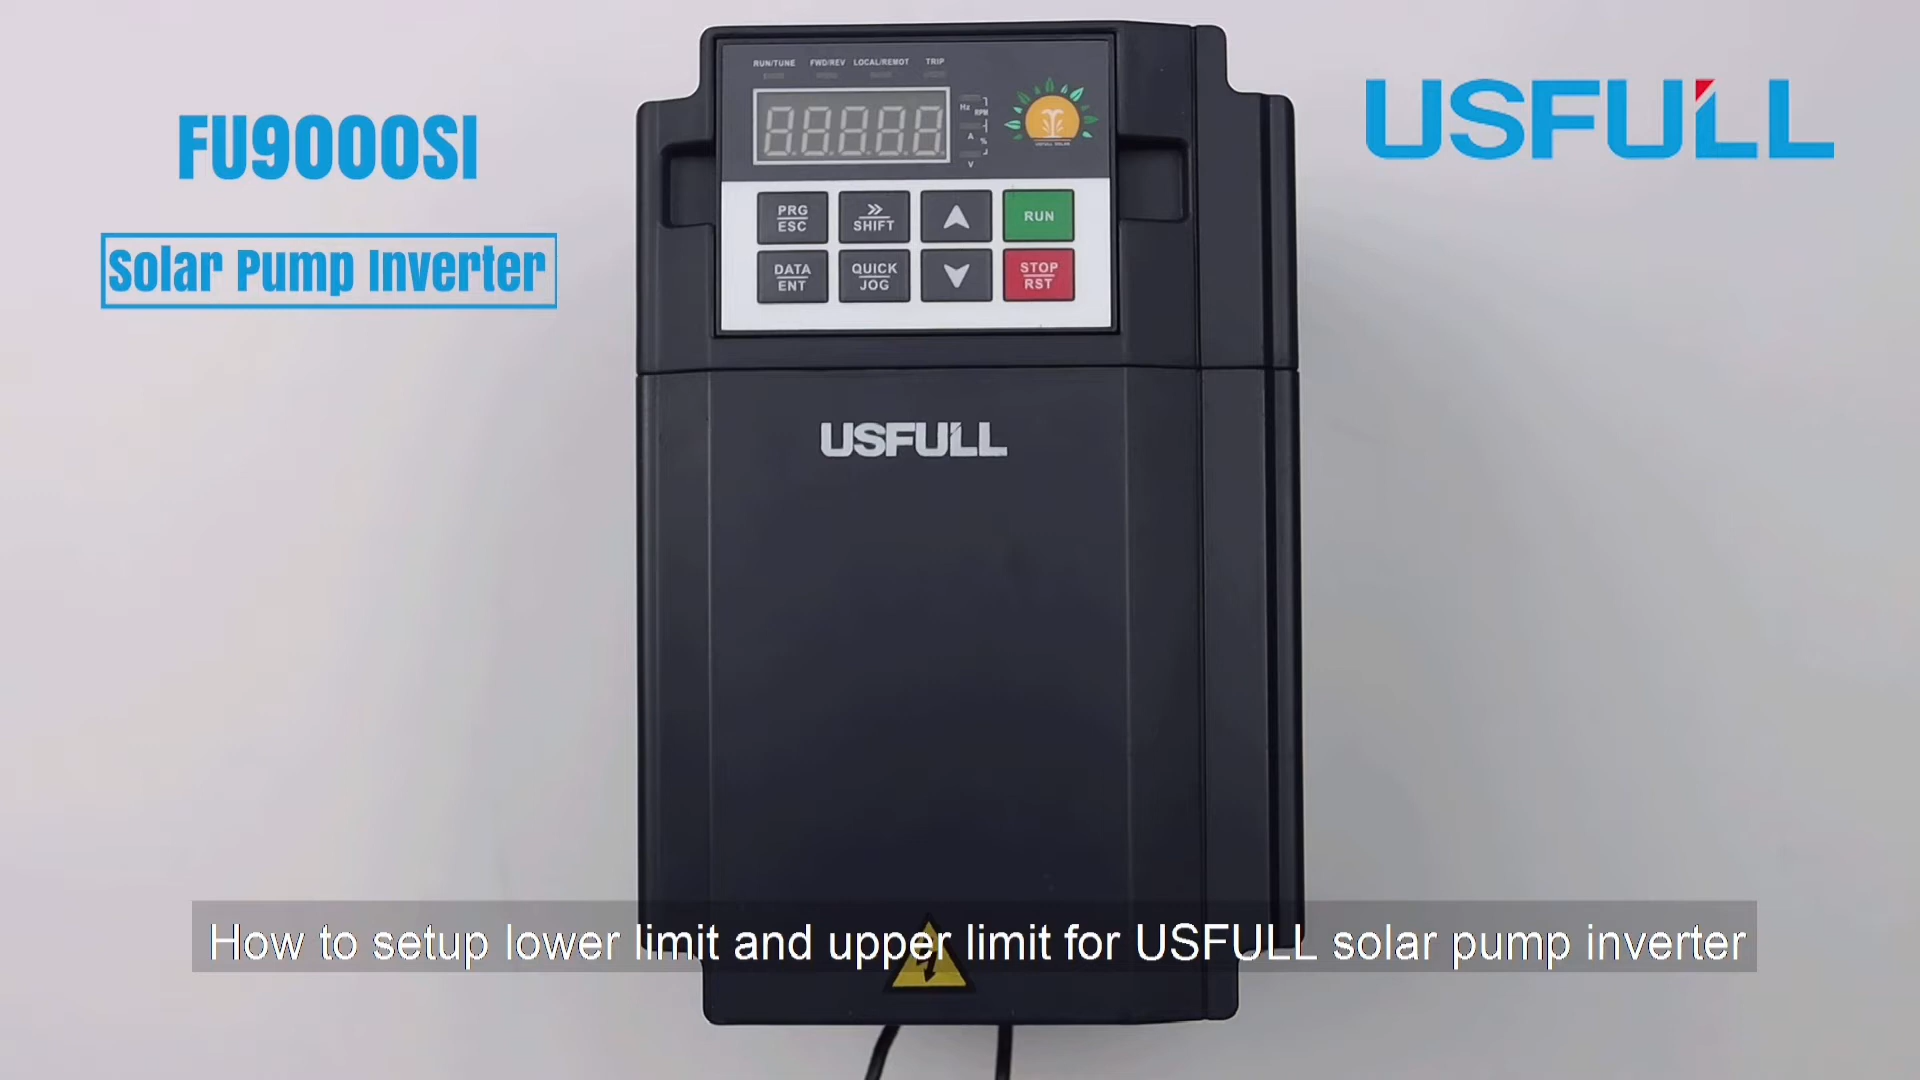 FU9000SI
Solar Pump Inverter
USFULL
RUN/TUNE FWD/REV LOCAL/REMOT TRIP
Hz
RPM
A
%
V
USFULL SOLAR
PRG
ESC
SHIFT
RUN
DATA
ENT
QUICK
JOG
STOP
RST
USFULL
How to setup lower limit and upper limit for USFULL solar pump inverter